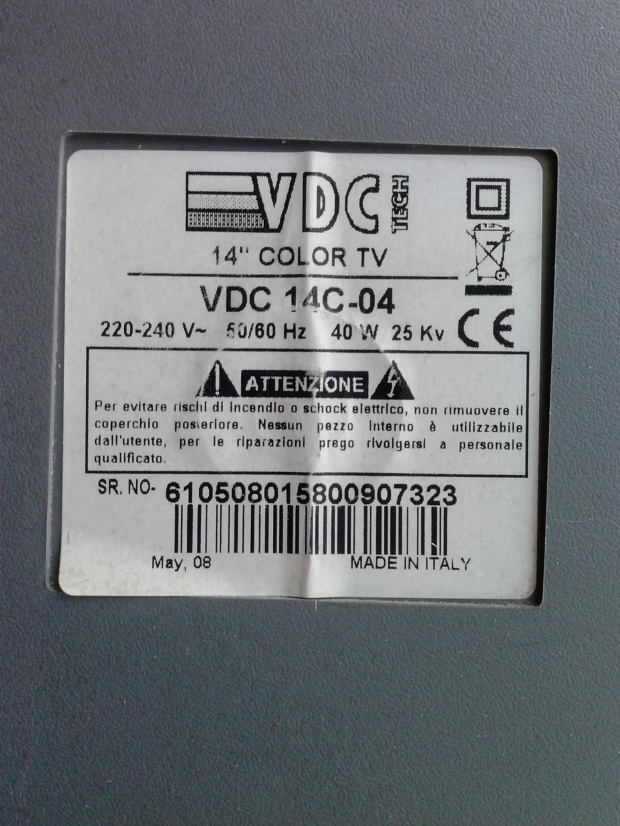 VDC TECH
14" COLOR TV
VDC 14C-04
220-240 V~ 50/60 Hz 40 W 25 Kv CE
ATTENZIONE
Per evitare rischi di incendio o schock elettrico, non rimuovere il
coperchio posteriore. Nessun pezzo interno è utilizzabile
dall'utente, per le riparazioni prego rivolgersi a personale
qualificato.
SR. NO- 610508015800907323
May, 08 MADE IN ITALY